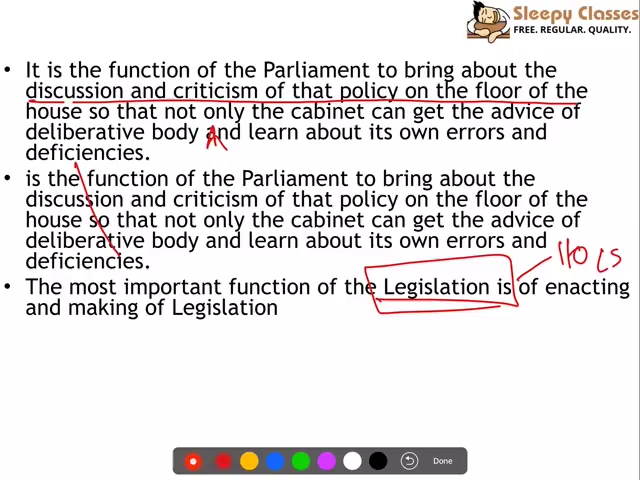 Sleepy Classes
FREE. REGULAR. QUALITY.
• It is the function of the Parliament to bring about the
discussion and criticism of that policy on the floor of the
house so that not only the cabinet can get the advice of
deliberative body and learn about its own errors and
deficiencies.
• is the function of the Parliament to bring about the
discussion and criticism of that policy on the floor of the
house so that not only the cabinet can get the advice of
deliberative body and learn about its own errors and
deficiencies.
• The most important function of the Legislation is of enacting
and making of Legislation
Done